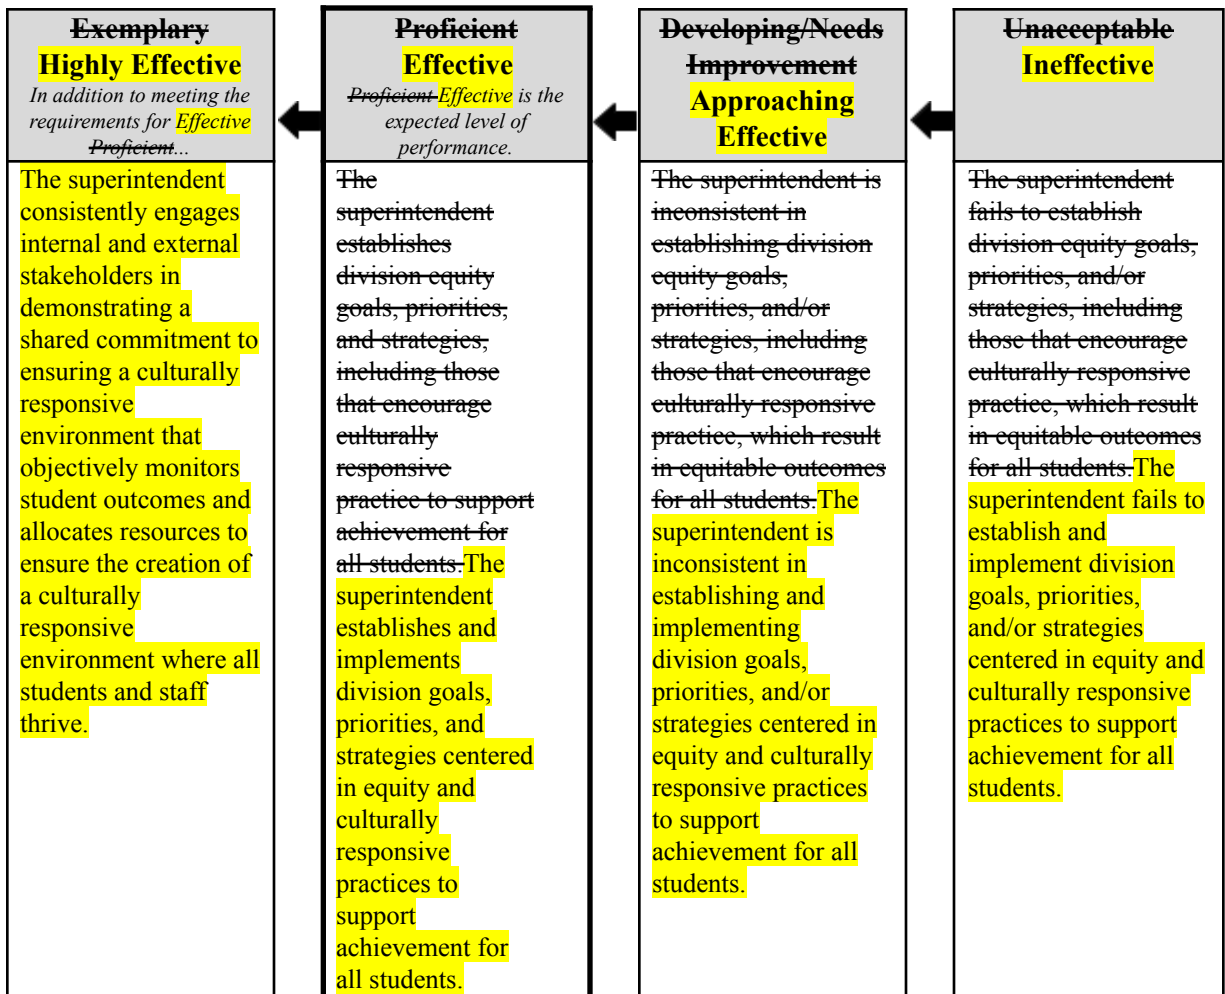 Exemplary
Highly Effective
In addition to meeting the
requirements for Effective
Proficient...
Proficient
Effective
Proficient Effective is the
expected level of
performance.
Developing/Needs
Improvement
Approaching
Effective
Unacceptable
Ineffective
The superintendent
consistently engages
internal and external
stakeholders in
demonstrating a
shared commitment to
ensuring a culturally
responsive
environment that
objectively monitors
student outcomes and
allocates resources to
ensure the creation of
a culturally
responsive
environment where all
students and staff
thrive.
The
superintendent
establishes
division equity
goals, priorities,
and strategies,
including those
that encourage
culturally
responsive
practice to support
achievement for
all students.The
superintendent
establishes and
implements
division goals,
priorities, and
strategies centered
in equity and
culturally
responsive
practices to
support
achievement for
all students.
The superintendent is
inconsistent in
establishing division
equity goals,
priorities, and/or
strategies, including
those that encourage
culturally responsive
practice, which result
in equitable outcomes
for all students.The
superintendent is
inconsistent in
establishing and
implementing
division goals,
priorities, and/or
strategies centered in
equity and culturally
responsive practices
to support
achievement for all
students.
The superintendent
fails to establish
division equity goals,
priorities, and/or
strategies, including
those that encourage
culturally responsive
practice, which result
in equitable outcomes
for all students.The
superintendent fails to
establish and
implement division
goals, priorities,
and/or strategies
centered in equity and
culturally responsive
practices to support
achievement for all
students.